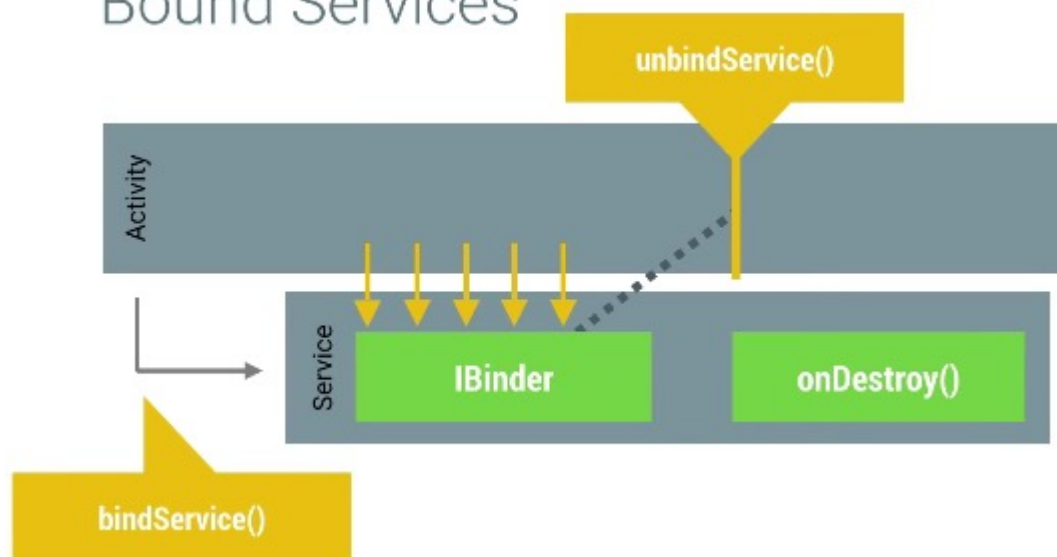 Bound Services
unbindService()
Activity
Service
IBinder
onDestroy()
bindService()